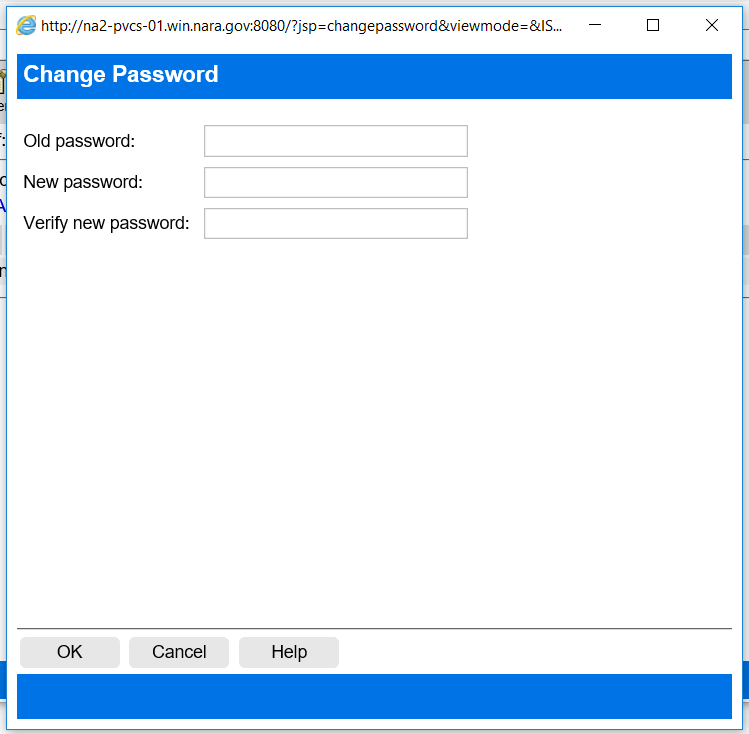 http://na2-pvcs-01.win.nara.gov:8080/?jsp=changepassword&viewmode=&IS...
Change Password
Old password:
New password:
Verify new password:
OK Cancel Help